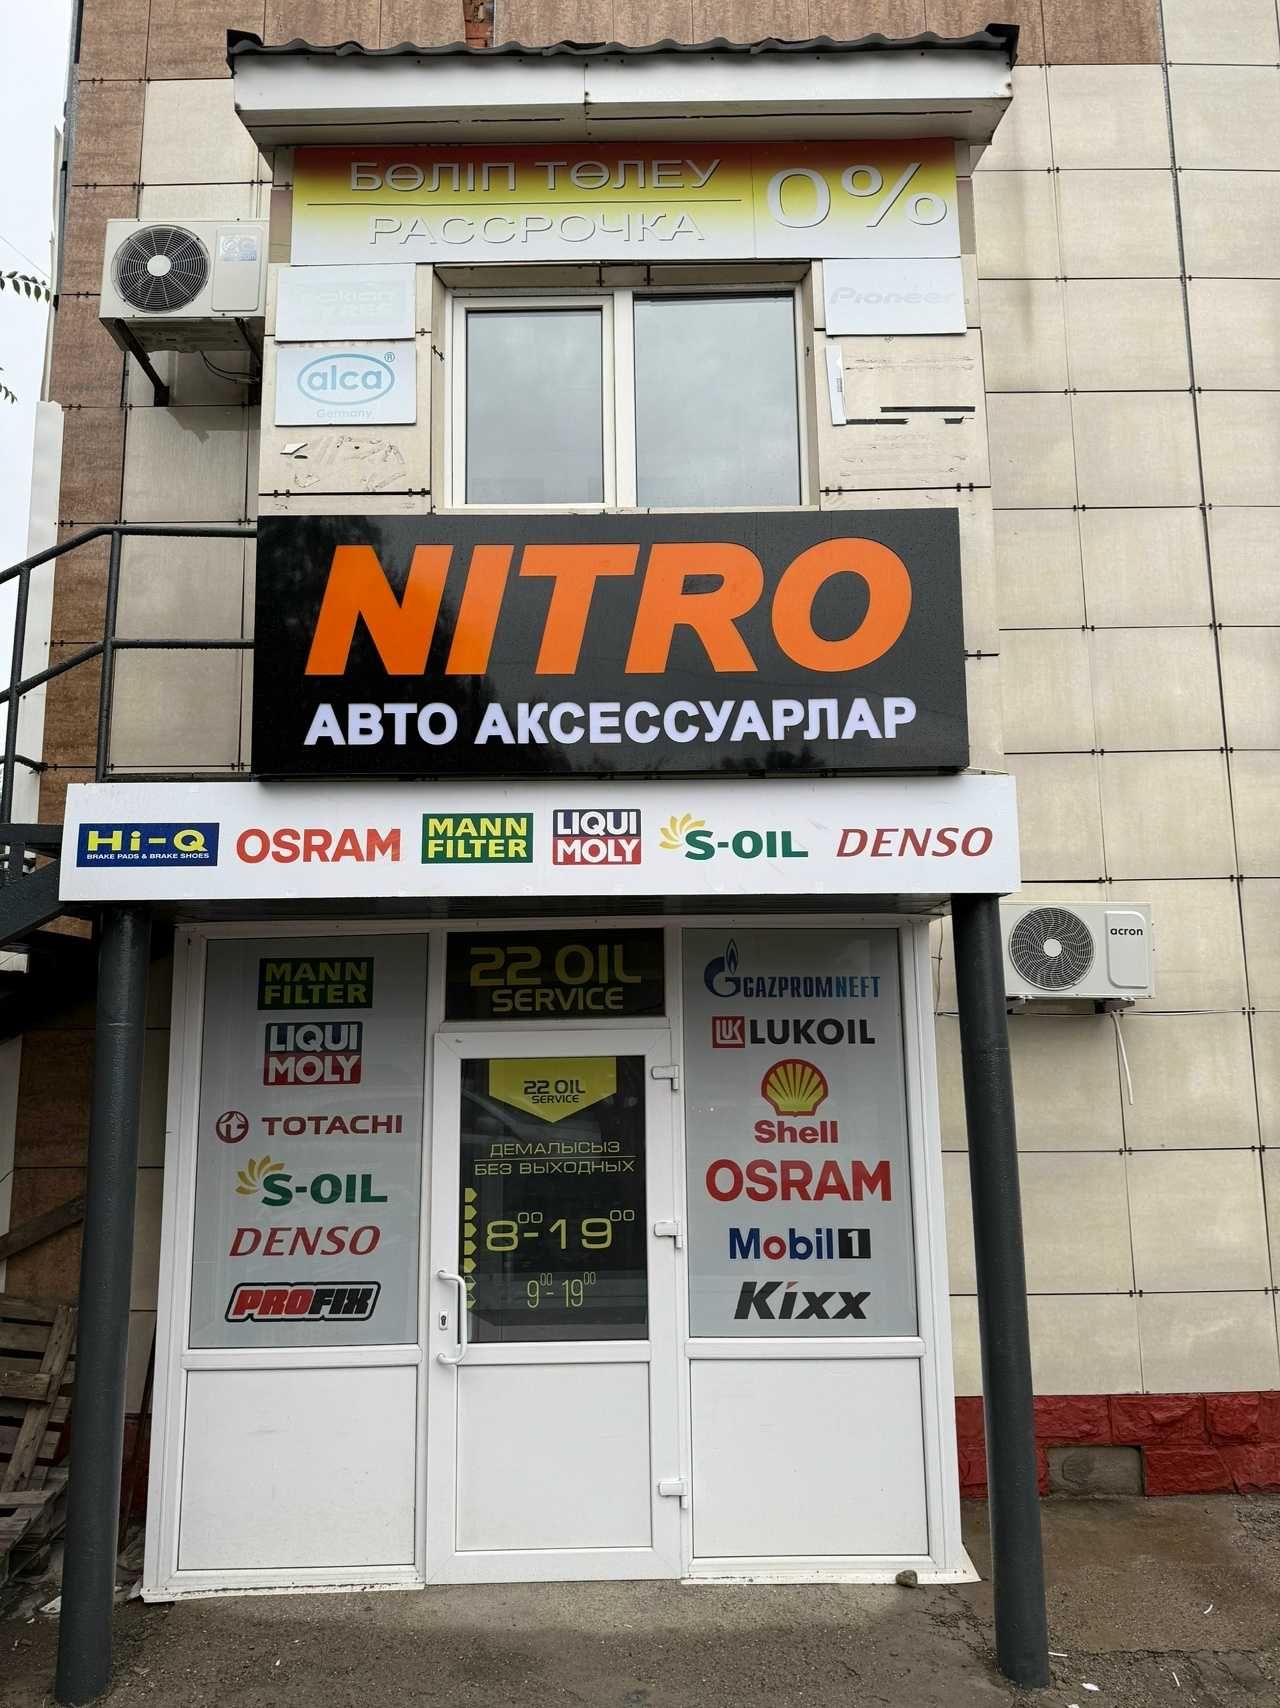 БӨЛІП ТӨЛЕУ
РАССРОЧКА
0%
Pioneer
alca®
Germany
NITRO
АВТО АКСЕССУАРЛАР
Hi-Q
BRAKE PADS & BRAKE SHOES
OSRAM
MANN
FILTER
LIQUI
MOLY
S-OIL
DENSO
acron
MANN
FILTER
LIQUI
MOLY
TOTACHI
S-OIL
DENSO
PROFIX
22 OIL
SERVICE
22 OIL
SERVICE
ДЕМАЛЫСЫЗ
БЕЗ ВЫХОДНЫХ
8⁰⁰-19⁰⁰
9⁰⁰-19⁰⁰
GAZPROMNEFT
LUKOIL
Shell
OSRAM
Mobil 1
Kixx